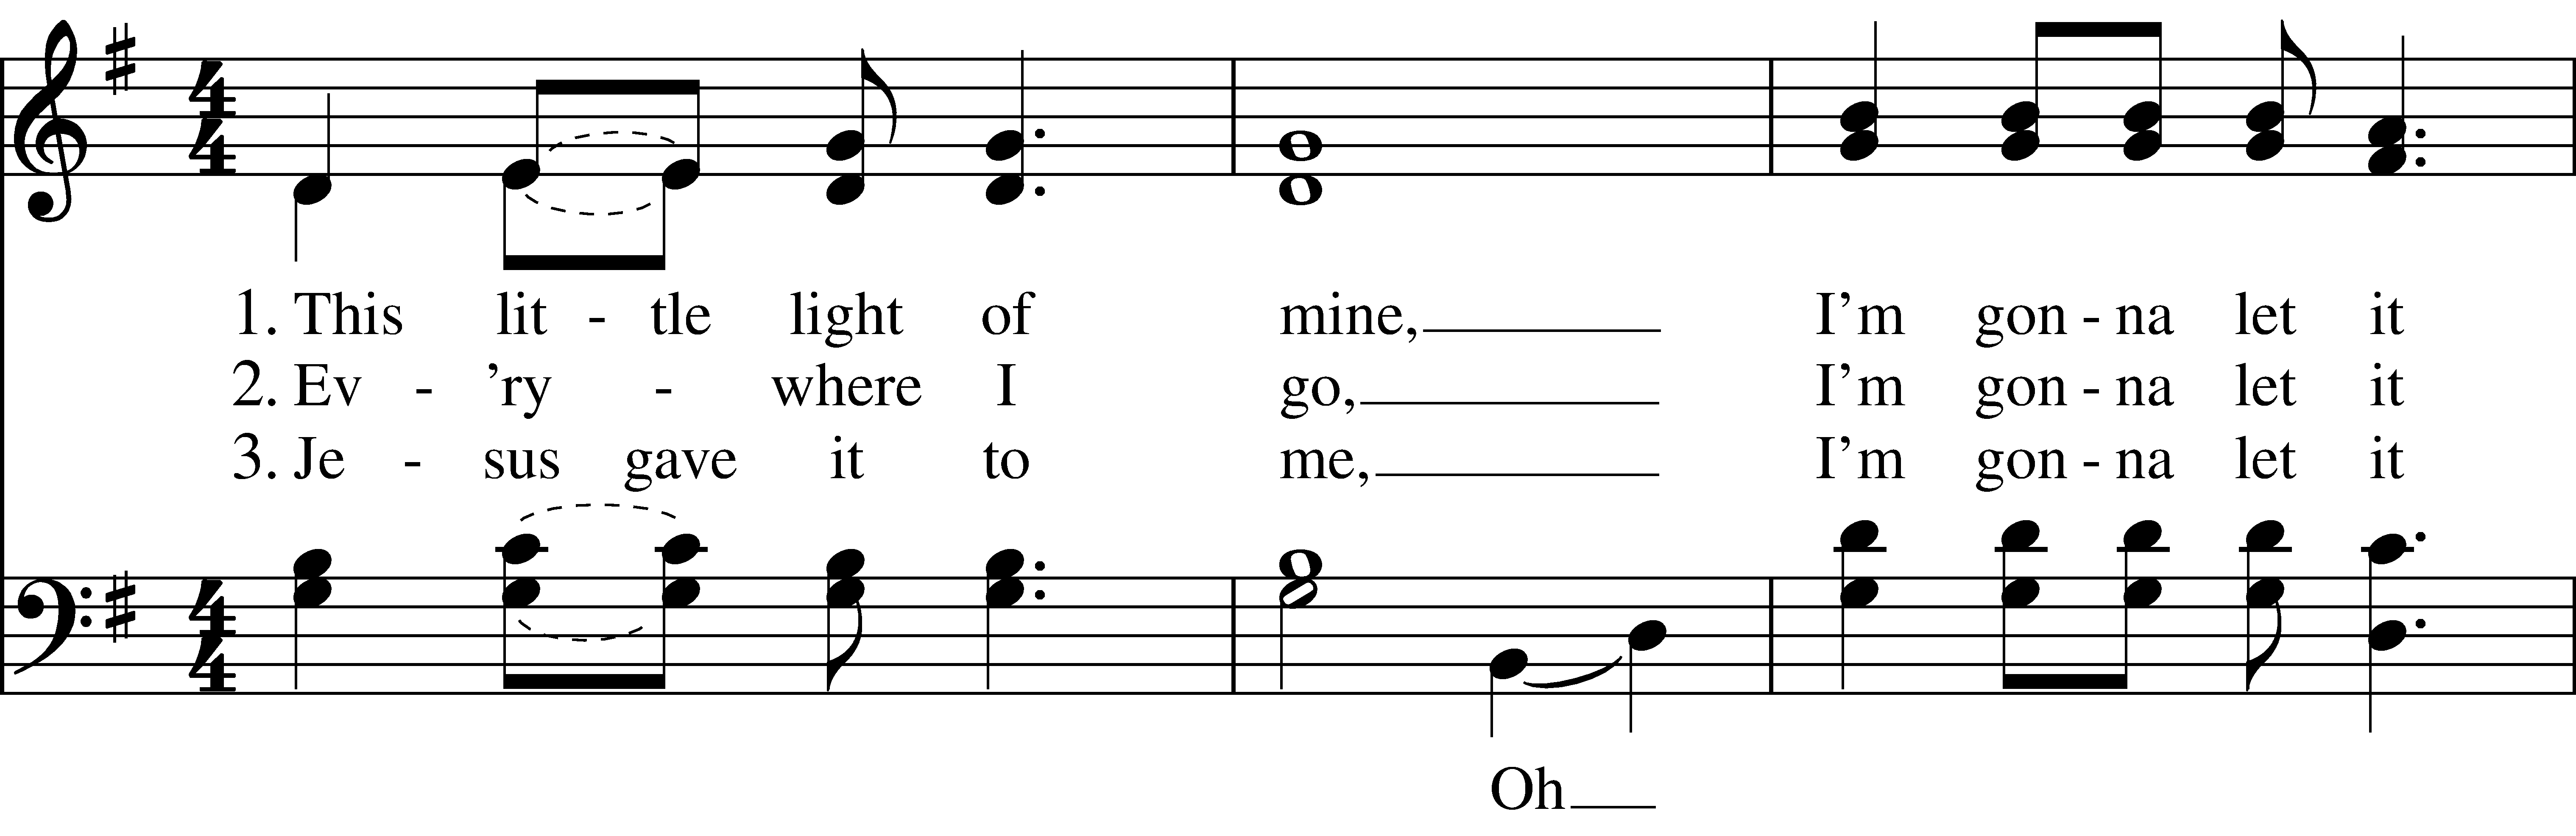 1. This lit - tle light of mine, I’m gon - na let it
2. Ev - ’ry - where I go, I’m gon - na let it
3. Je - sus gave it to me, I’m gon - na let it
Oh